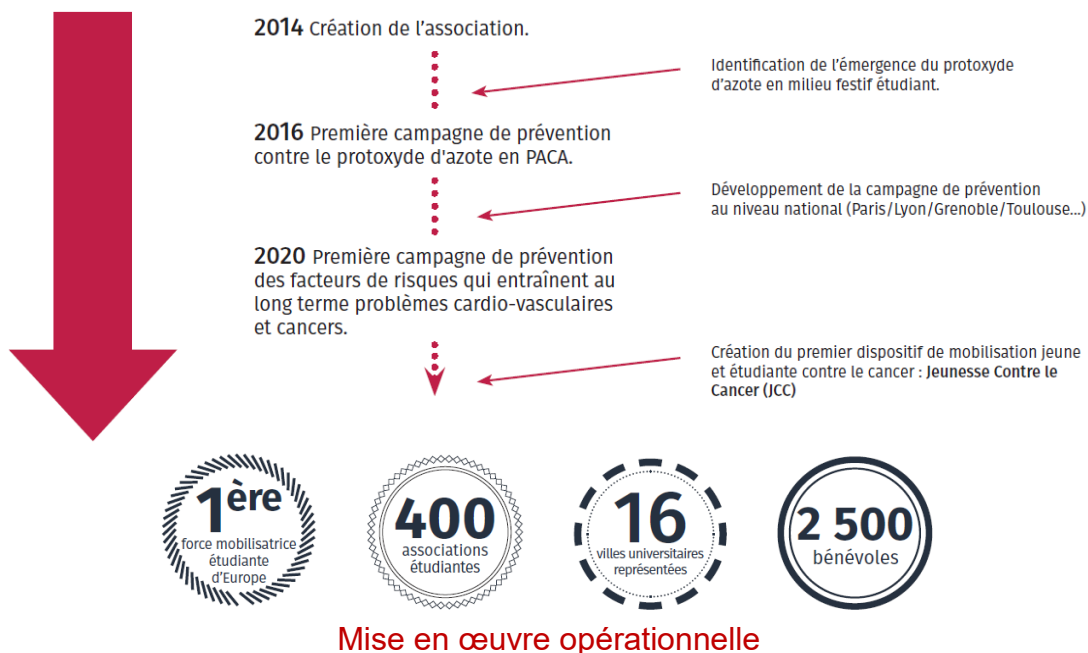 2014 Création de l'association.
Identification de l'émergence du protoxyde
d'azote en milieu festif étudiant.
2016 Première campagne de prévention
contre le protoxyde d'azote en PACA.
Développement de la campagne de prévention
au niveau national (Paris/Lyon/Grenoble/Toulouse...)
2020 Première campagne de prévention
des facteurs de risques qui entraînent au
long terme problèmes cardio-vasculaires
et cancers.
Création du premier dispositif de mobilisation jeune
et étudiante contre le cancer : Jeunesse Contre le
Cancer (JCC)
1ère
force mobilisatrice
étudiante
d'Europe
400
associations
étudiantes
16
villes universitaires
représentées
2 500
bénévoles
Mise en œuvre opérationnelle